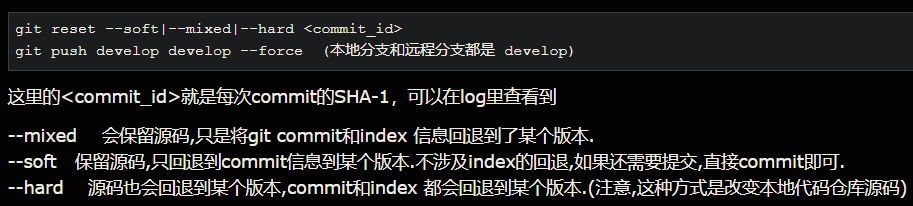 git reset --soft|--mixed|--hard <commit_id>
git push develop develop --force （本地分支和远程分支都是 develop）
这里的<commit_id>就是每次commit的SHA-1，可以在log里查看到
--mixed 会保留源码,只是将git commit和index 信息回退到了某个版本.
--soft 保留源码,只回退到commit信息到某个版本.不涉及index的回退,如果还需要提交,直接commit即可.
--hard 源码也会回退到某个版本,commit和index 都会回退到某个版本.(注意,这种方式是改变本地代码仓库源码)